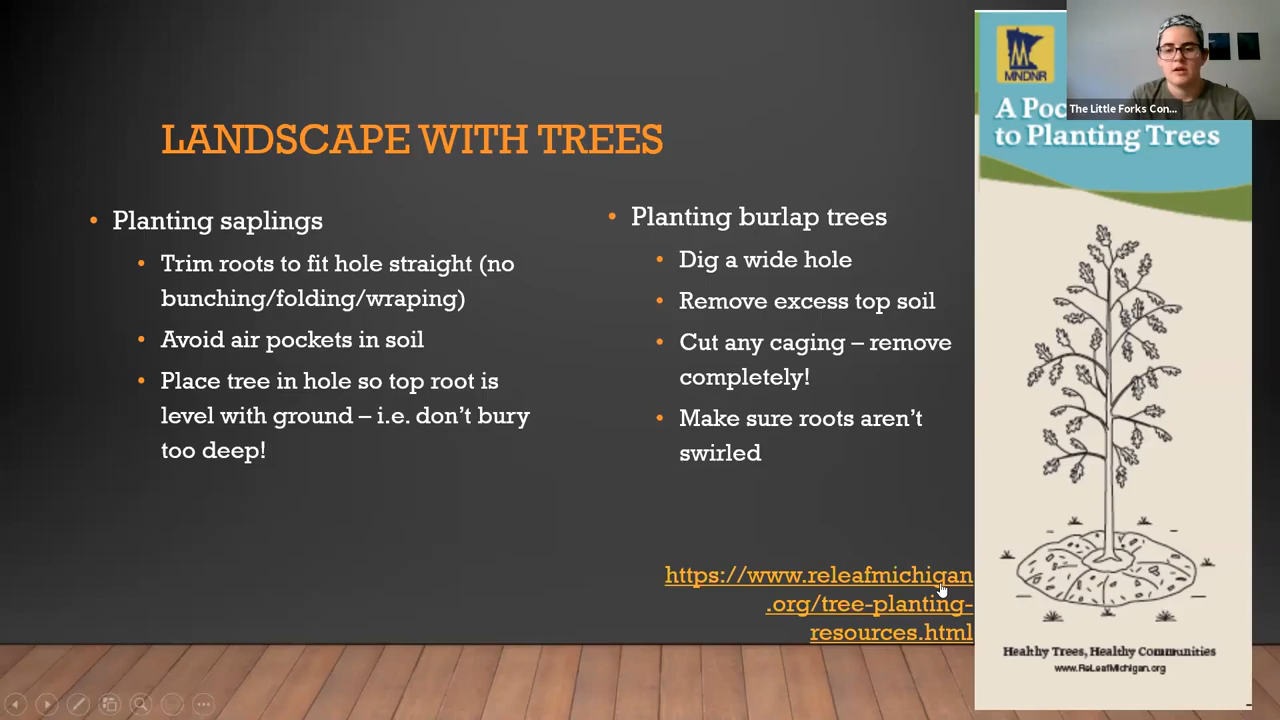 LANDSCAPE WITH TREES
• Planting saplings
• Trim roots to fit hole straight (no
bunching/folding/wraping)
• Avoid air pockets in soil
• Place tree in hole so top root is
level with ground – i.e. don't bury
too deep!
• Planting burlap trees
• Dig a wide hole
• Remove excess top soil
• Cut any caging – remove
completely!
• Make sure roots aren't
swirled
https://www.releafmichigan
.org/tree-planting-
resources.html
MNDNR
A Poc
to Planting Trees
Healthy Trees, Healthy Communities
www.ReLeafMichigan.org
The Little Forks Con...